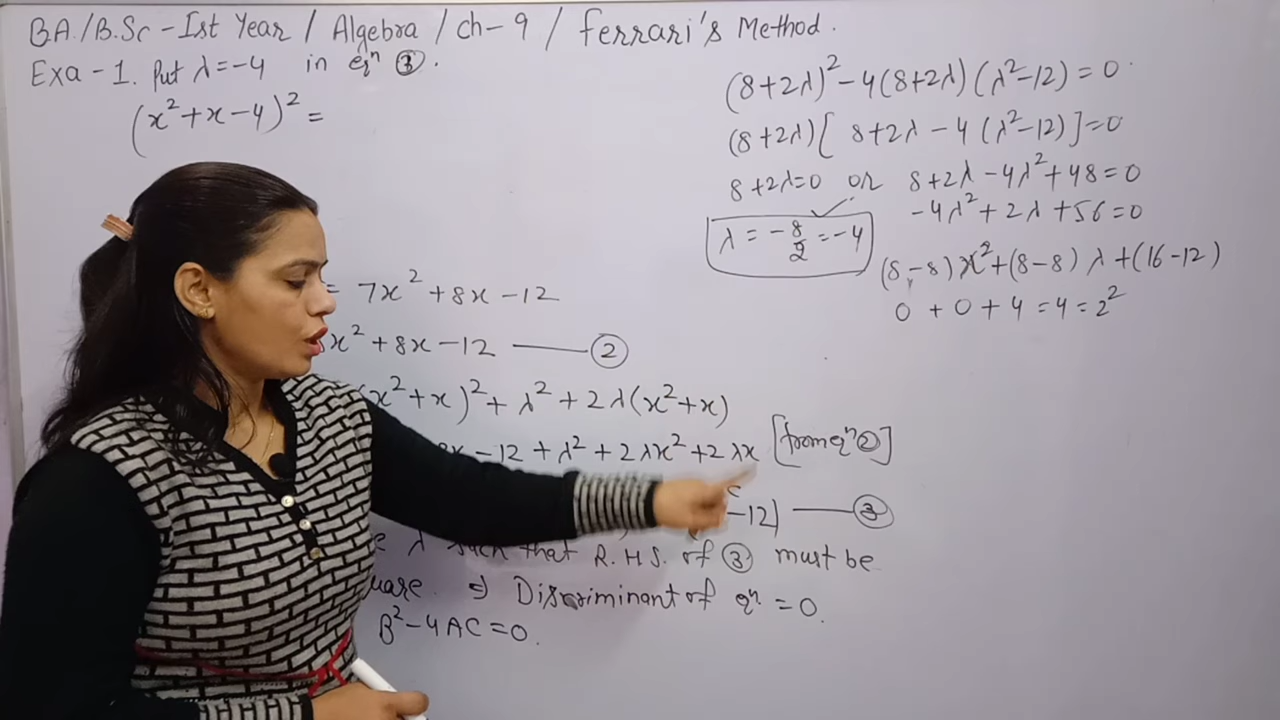 BA./B.Sc - Ist Year / Algebra / ch - 9 / Ferrari's Method.
Exa - 1. Put λ = -4 in eqⁿ ③.
(x² + x - 4)² =
= 7x² + 8x - 12
x² + 8x - 12 —— ②
(x² + x)² + λ² + 2λ(x² + x)
x - 12 + λ² + 2λx² + 2λx [from eqⁿ ②]
-12) —— ③
λ such that R.H.S. of ③ must be
uare. ⇒ Discriminant of eqⁿ = 0.
B² - 4AC = 0.
(8 + 2λ)² - 4(8 + 2λ)(λ² - 12) = 0
(8 + 2λ)[8 + 2λ - 4(λ² - 12)] = 0
8 + 2λ = 0 or 8 + 2λ - 4λ² + 48 = 0
-4λ² + 2λ + 56 = 0
λ = -8/2 = -4
(8 - 8)x² + (8 - 8)λ + (16 - 12)
0 + 0 + 4 = 4 = 2²